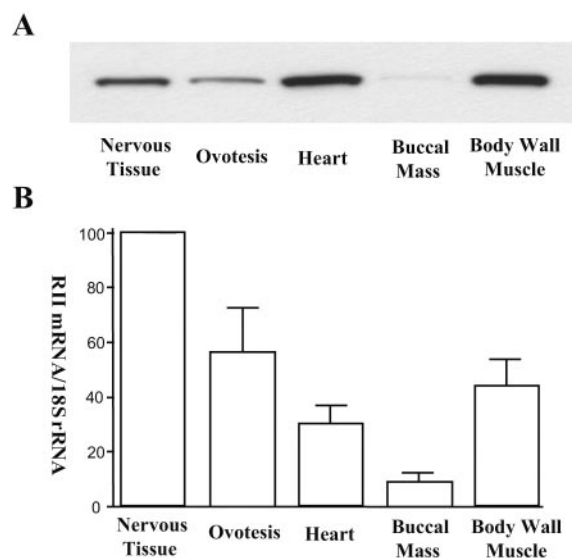 A
Nervous Tissue
Ovotesis
Heart
Buccal Mass
Body Wall Muscle
B
RII mRNA/18S rRNA
100
80
60
40
20
0
Nervous Tissue
Ovotesis
Heart
Buccal Mass
Body Wall Muscle